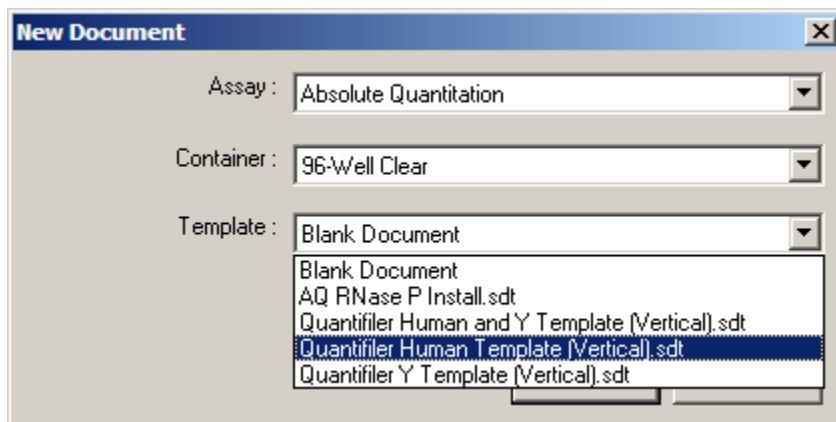 New Document
Assay : Absolute Quantitation
Container : 96-Well Clear
Template : Blank Document
Blank Document
AQ RNase P Install.sdt
Quantifiler Human and Y Template (Vertical).sdt
Quantifiler Human Template (Vertical).sdt
Quantifiler Y Template (Vertical).sdt